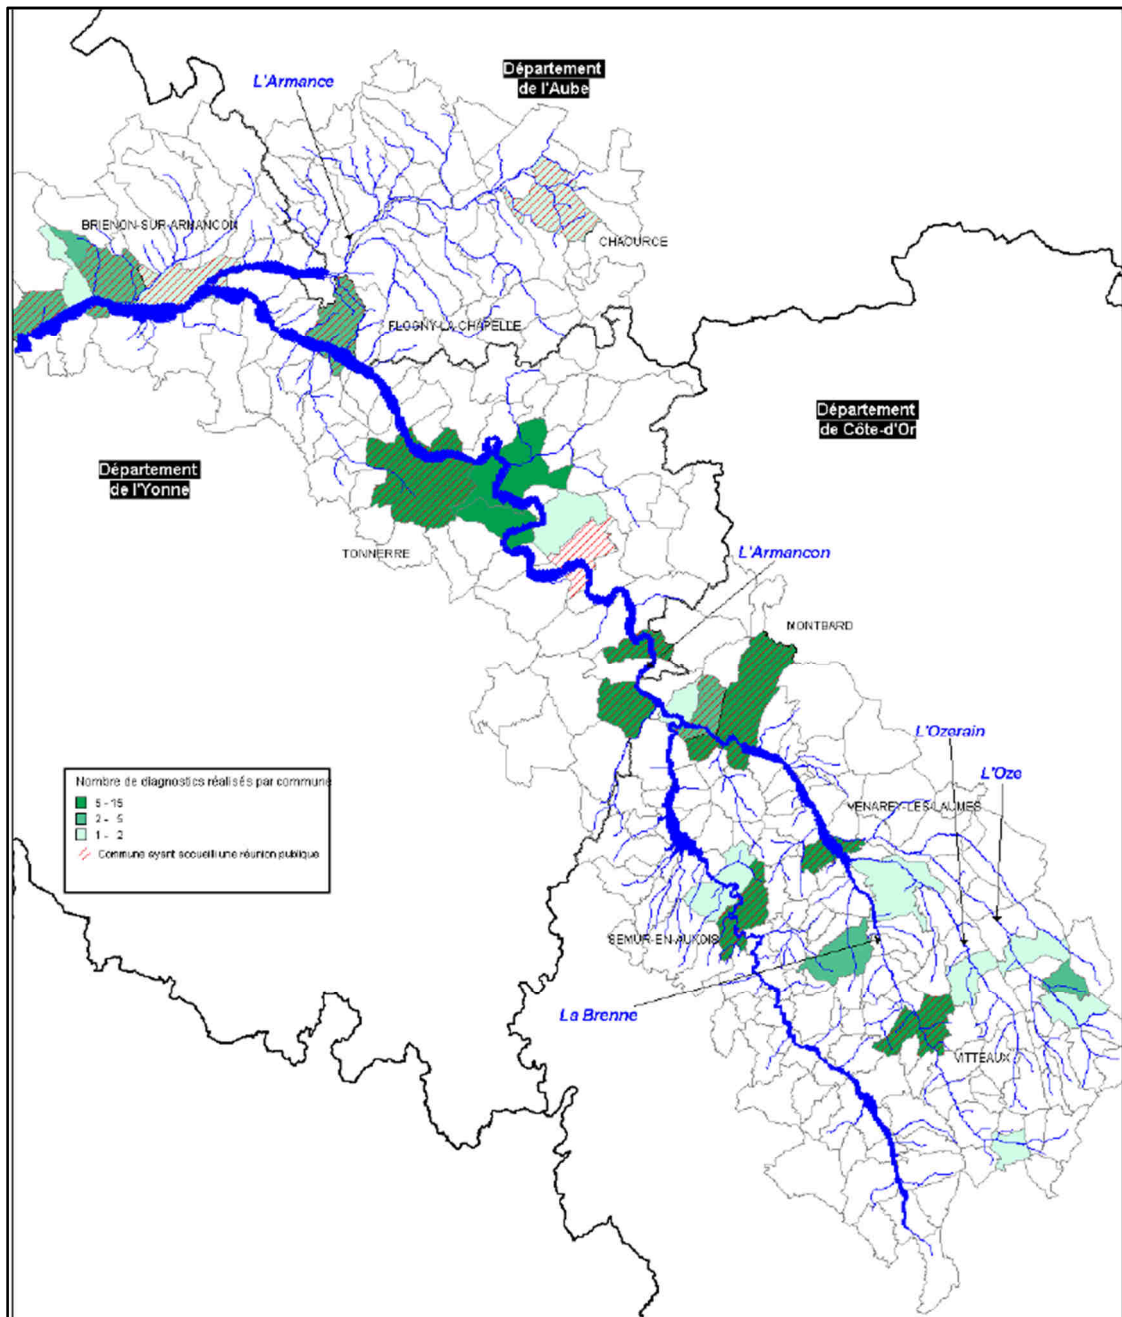 Département
de l'Aube
L'Armance
BRIENON-SUR-ARMANCON
CHAOURCE
FLOGNY-LA-CHAPELLE
Département
de Côte-d'Or
Département
de l'Yonne
TONNERRE
L'Armancon
MONTBARD
L'Ozerain
L'Oze
Nombre de diagnostics réalisés par commune
5 - 15
2 - 5
1 - 2
Commune ayant accueilli une réunion publique
VENAREY-LES-LAUMES
SEMUR-EN-AUXOIS
La Brenne
VITTEAUX